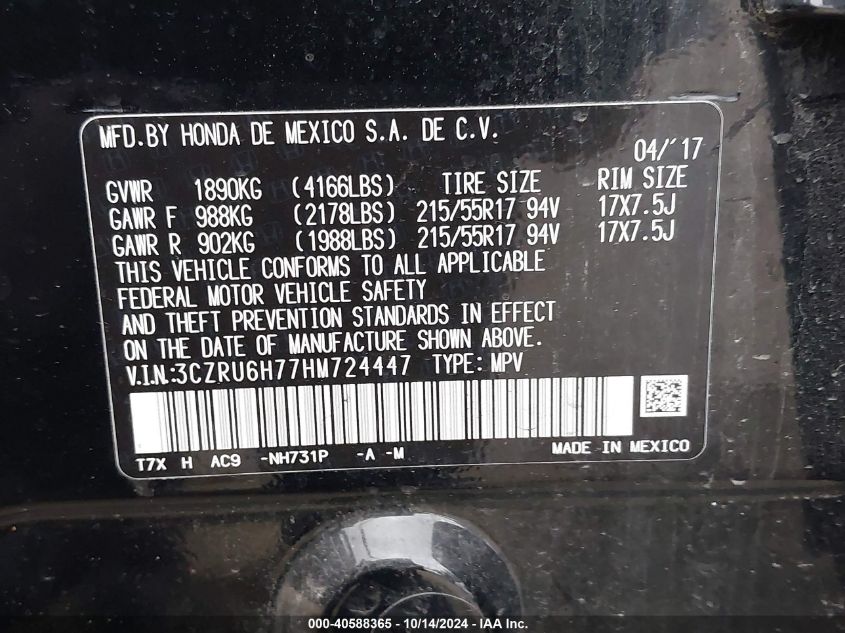 MFD.BY HONDA DE MEXICO S.A. DE C.V.
04/'17
GVWR 1890KG (4166LBS) TIRE SIZE RIM SIZE
GAWR F 988KG (2178LBS) 215/55R17 94V 17X7.5J
GAWR R 902KG (1988LBS) 215/55R17 94V 17X7.5J
THIS VEHICLE CONFORMS TO ALL APPLICABLE
FEDERAL MOTOR VEHICLE SAFETY
AND THEFT PREVENTION STANDARDS IN EFFECT
ON THE DATE OF MANUFACTURE SHOWN ABOVE.
V.I.N.:3CZRU6H77HM724447 TYPE: MPV
T7X H AC9 -NH731P -A -M MADE IN MEXICO
000-40588365 - 10/14/2024 - IAA Inc.